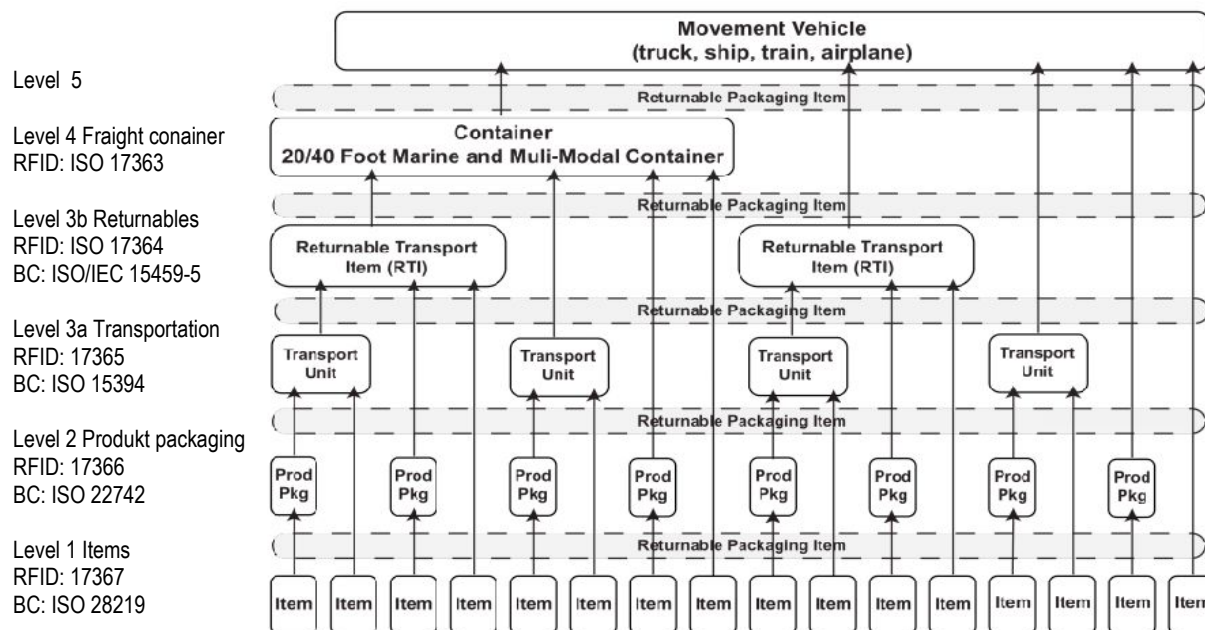 Movement Vehicle
(truck, ship, train, airplane)
Level 5
Returnable Packaging Item
Level 4 Fraight conainer
RFID: ISO 17363
Container
20/40 Foot Marine and Muli-Modal Container
Returnable Packaging Item
Level 3b Returnables
RFID: ISO 17364
BC: ISO/IEC 15459-5
Returnable Transport
Item (RTI)
Returnable Transport
Item (RTI)
Returnable Packaging Item
Level 3a Transportation
RFID: 17365
BC: ISO 15394
Transport
Unit
Transport
Unit
Transport
Unit
Transport
Unit
Returnable Packaging Item
Level 2 Produkt packaging
RFID: 17366
BC: ISO 22742
Prod
Pkg
Prod
Pkg
Prod
Pkg
Prod
Pkg
Prod
Pkg
Prod
Pkg
Prod
Pkg
Prod
Pkg
Returnable Packaging Item
Level 1 Items
RFID: 17367
BC: ISO 28219
Item Item Item Item Item Item Item Item Item Item Item Item Item Item Item Item